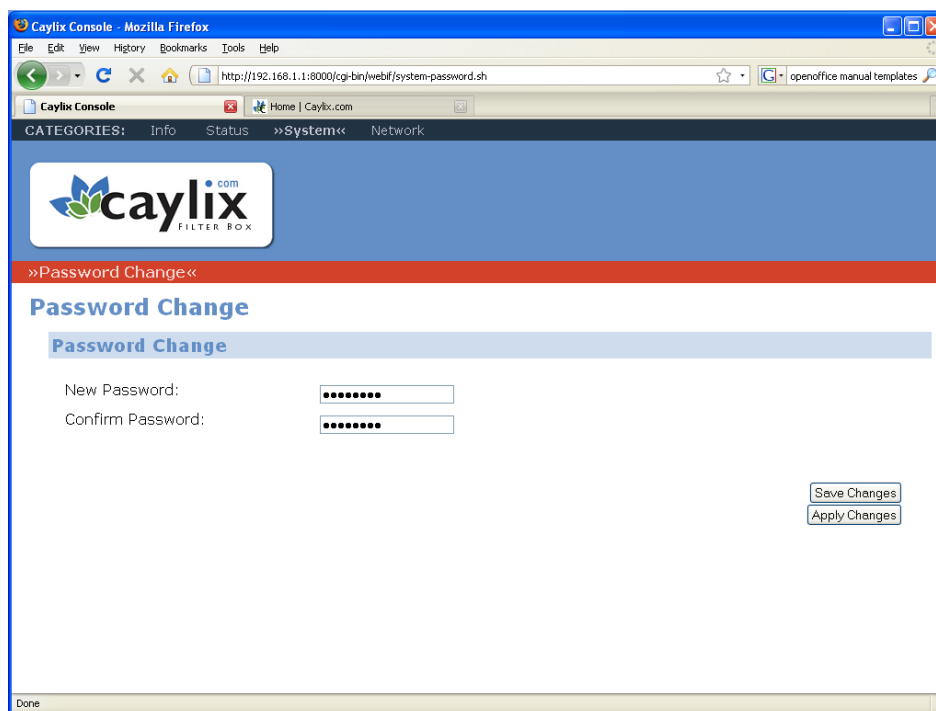 Caylix Console - Mozilla Firefox
File Edit View History Bookmarks Tools Help
http://192.168.1.1:8000/cgi-bin/webif/system-password.sh G openoffice manual templates
Caylix Console Home | Caylix.com
CATEGORIES: Info Status »System« Network
.com
caylix
FILTER BOX
»Password Change«
Password Change
Password Change
New Password: ●●●●●●●●
Confirm Password: ●●●●●●●●
Save Changes
Apply Changes
Done